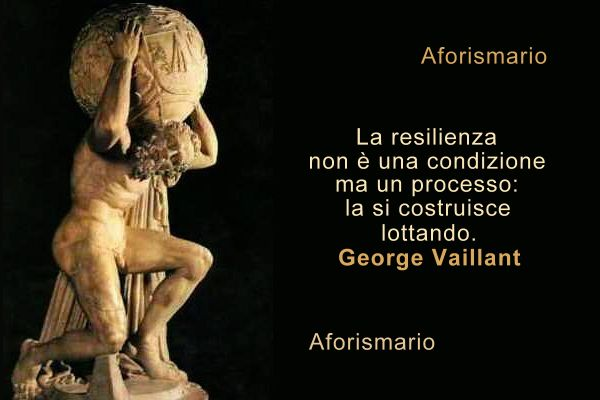 Aforismario
La resilienza
non è una condizione
ma un processo:
la si costruisce
lottando.
George Vaillant
Aforismario